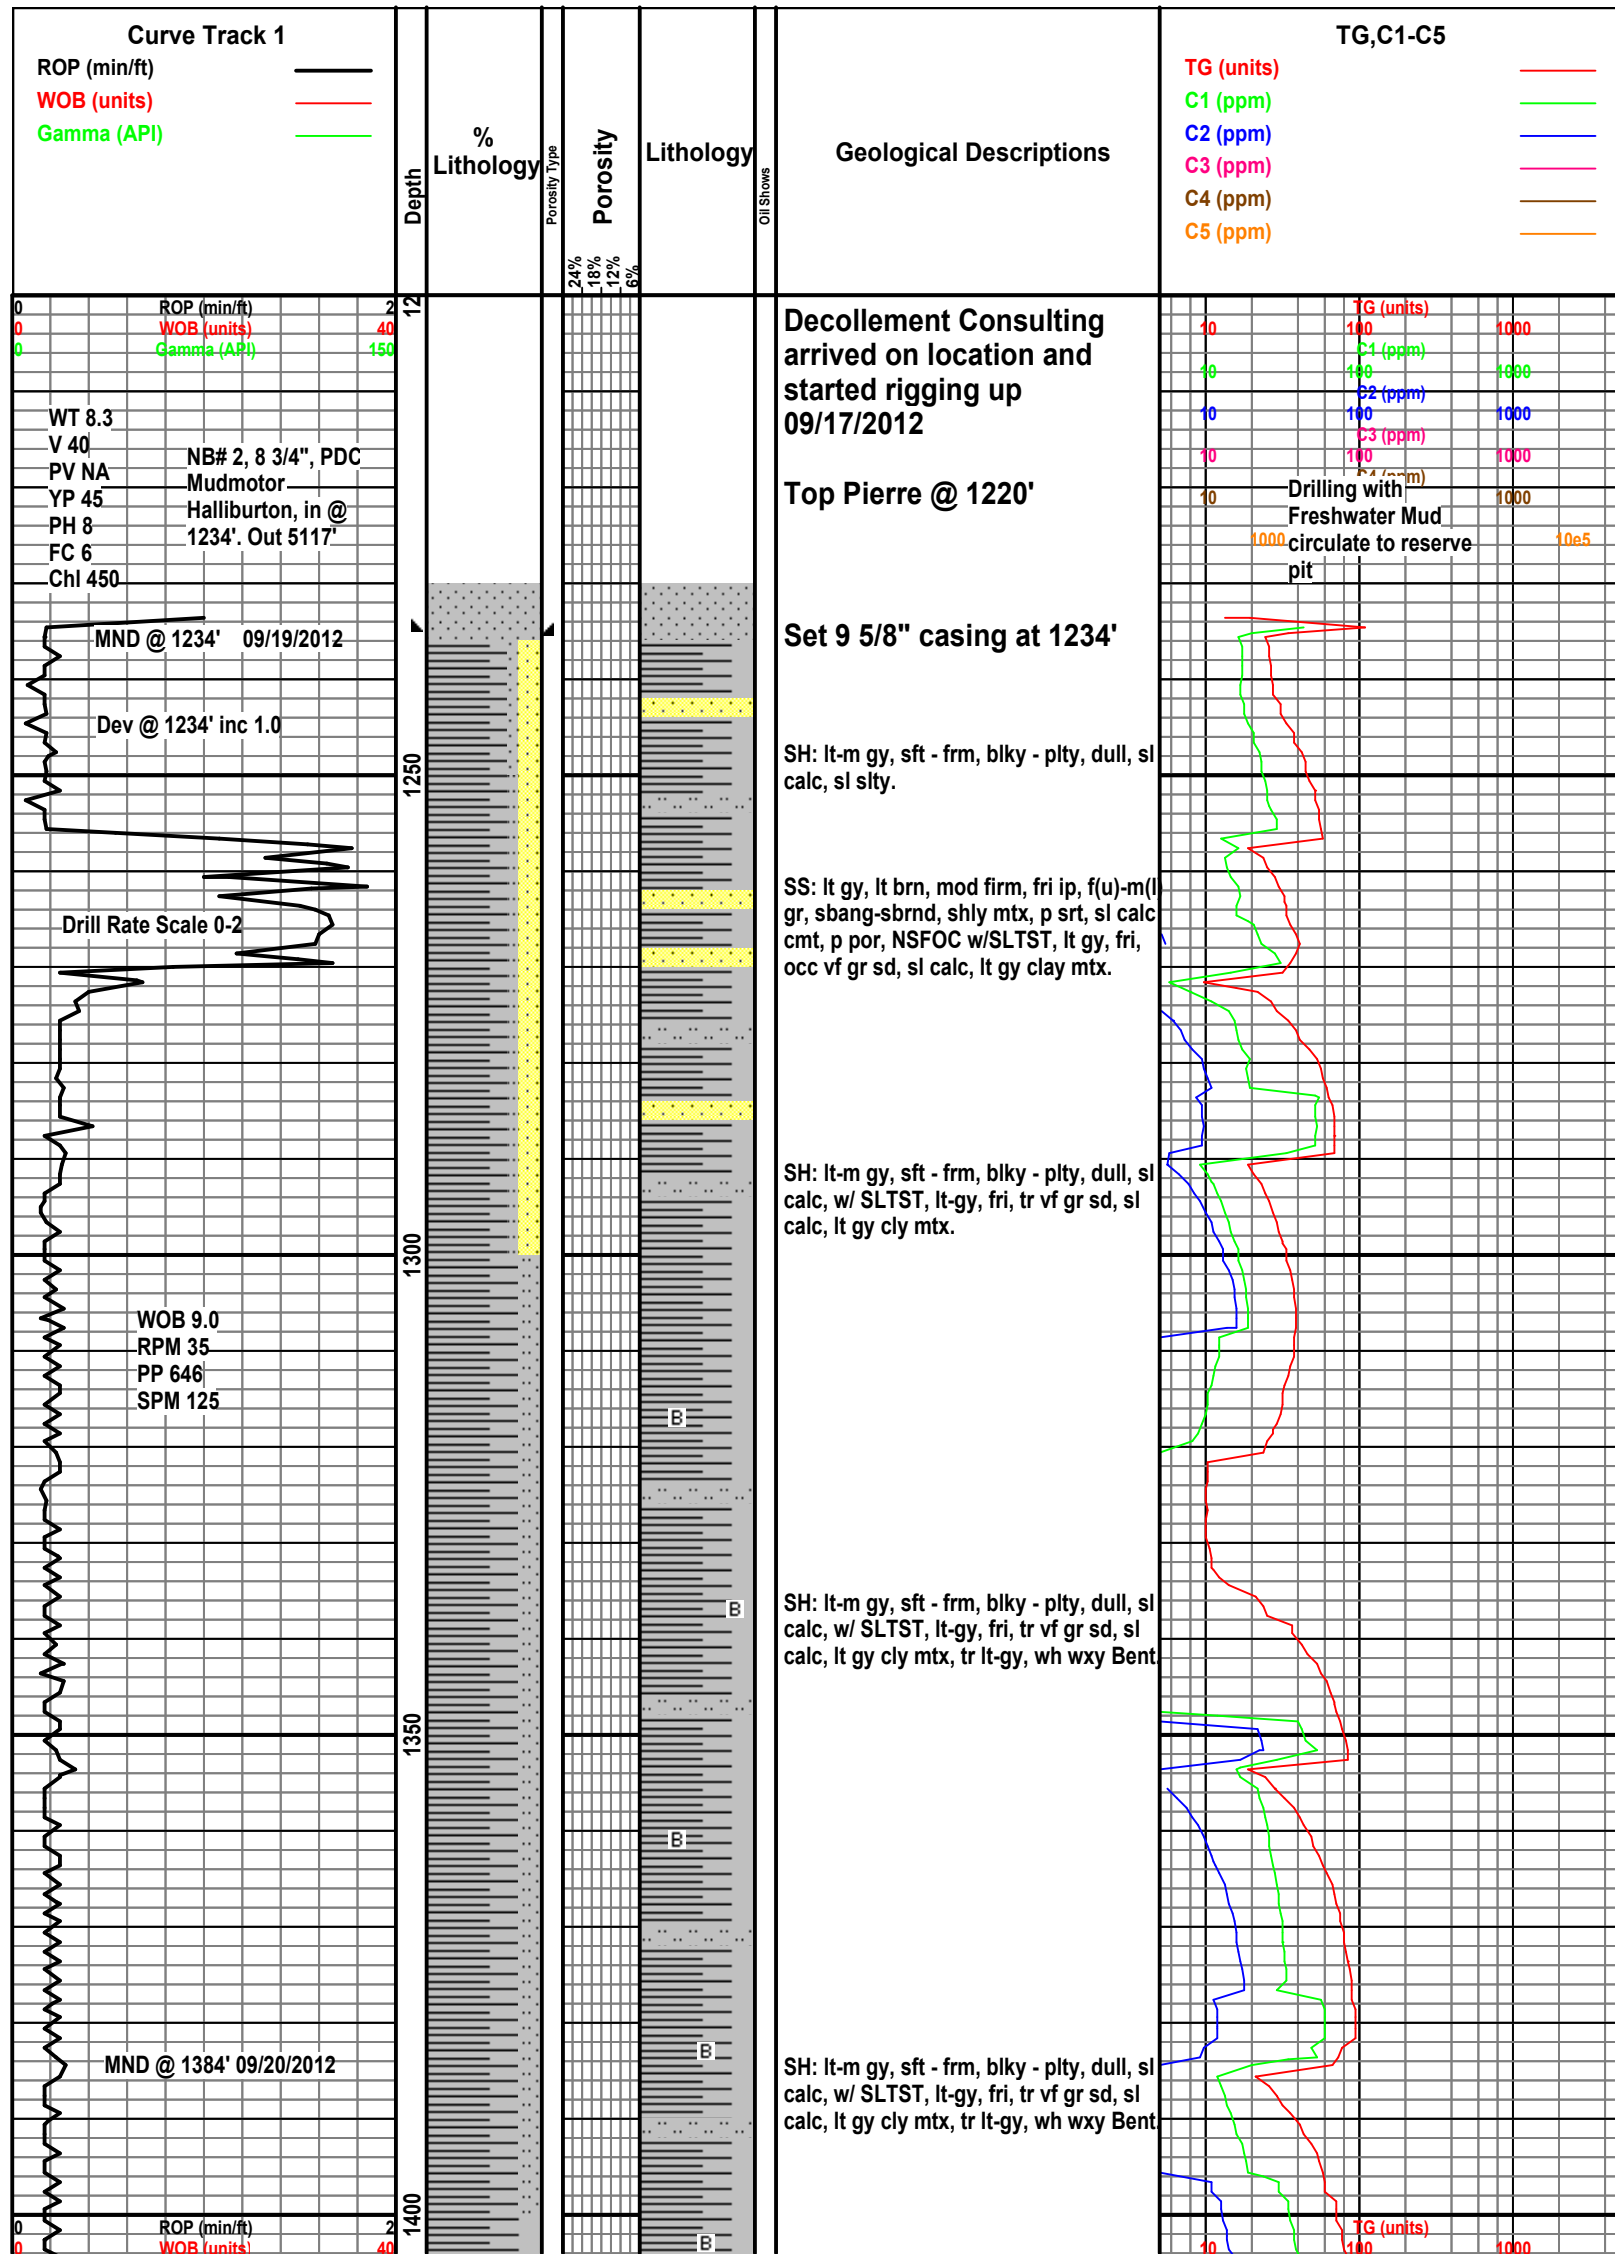 Curve Track 1
ROP (min/ft)
WOB (units)
Gamma (API)
Depth
%
Lithology
Porosity Type
Porosity
24%
18%
12%
6%
Lithology
Oil Shows
Geological Descriptions
TG,C1-C5
TG (units)
C1 (ppm)
C2 (ppm)
C3 (ppm)
C4 (ppm)
C5 (ppm)
0 ROP (min/ft) 2
0 WOB (units) 40
0 Gamma (API) 150
12
TG (units)
10 100 1000
C1 (ppm)
10 100 1000
C2 (ppm)
10 100 1000
C3 (ppm)
10 100 1000
C4 (ppm)
10 1000
1000 10e5
Drilling with
Freshwater Mud
circulate to reserve
pit
WT 8.3
V 40
PV NA
YP 45
PH 8
FC 6
Chl 450
NB# 2, 8 3/4", PDC
Mudmotor
Halliburton, in @
1234'. Out 5117'
Decollement Consulting
arrived on location and
started rigging up
09/17/2012
Top Pierre @ 1220'
MND @ 1234' 09/19/2012
Set 9 5/8" casing at 1234'
Dev @ 1234' inc 1.0
1250
SH: lt-m gy, sft - frm, blky - plty, dull, sl
calc, sl slty.
Drill Rate Scale 0-2
SS: lt gy, lt brn, mod firm, fri ip, f(u)-m(l)
gr, sbang-sbrnd, shly mtx, p srt, sl calc
cmt, p por, NSFOC w/SLTST, lt gy, fri,
occ vf gr sd, sl calc, lt gy clay mtx.
SH: lt-m gy, sft - frm, blky - plty, dull, sl
calc, w/ SLTST, lt-gy, fri, tr vf gr sd, sl
calc, lt gy cly mtx.
1300
WOB 9.0
RPM 35
PP 646
SPM 125
B
B
SH: lt-m gy, sft - frm, blky - plty, dull, sl
calc, w/ SLTST, lt-gy, fri, tr vf gr sd, sl
calc, lt gy cly mtx, tr lt-gy, wh wxy Bent.
1350
B
B
MND @ 1384' 09/20/2012
SH: lt-m gy, sft - frm, blky - plty, dull, sl
calc, w/ SLTST, lt-gy, fri, tr vf gr sd, sl
calc, lt gy cly mtx, tr lt-gy, wh wxy Bent.
1400
B
0 ROP (min/ft) 2
0 WOB (units) 40
TG (units)
10 100 1000